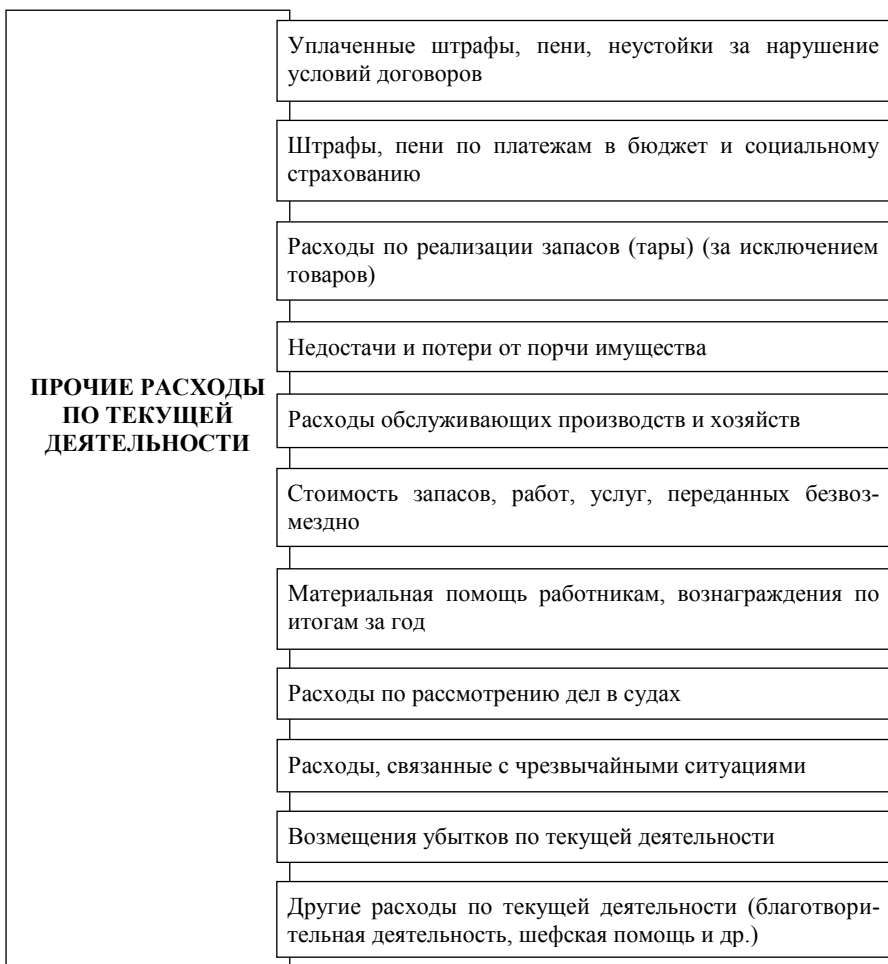 Уплаченные штрафы, пени, неустойки за нарушение
условий договоров
Штрафы, пени по платежам в бюджет и социальному
страхованию
Расходы по реализации запасов (тары) (за исключением
товаров)
Недостачи и потери от порчи имущества
ПРОЧИЕ РАСХОДЫ
ПО ТЕКУЩЕЙ
ДЕЯТЕЛЬНОСТИ
Расходы обслуживающих производств и хозяйств
Стоимость запасов, работ, услуг, переданных безвоз-
мездно
Материальная помощь работникам, вознаграждения по
итогам за год
Расходы по рассмотрению дел в судах
Расходы, связанные с чрезвычайными ситуациями
Возмещения убытков по текущей деятельности
Другие расходы по текущей деятельности (благотвори-
тельная деятельность, шефская помощь и др.)